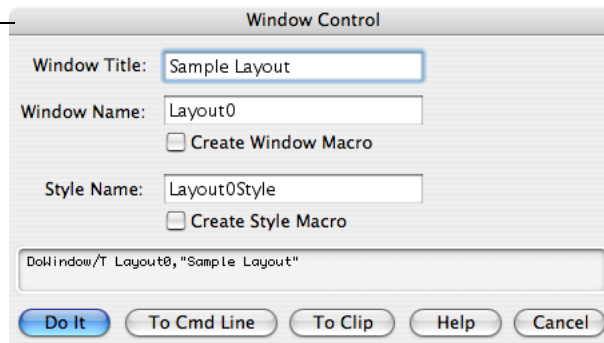 Window Control
Window Title: Sample Layout
Window Name: Layout0
Create Window Macro
Style Name: Layout0Style
Create Style Macro
DoWindow/T Layout0,"Sample Layout"
Do It To Cmd Line To Clip Help Cancel